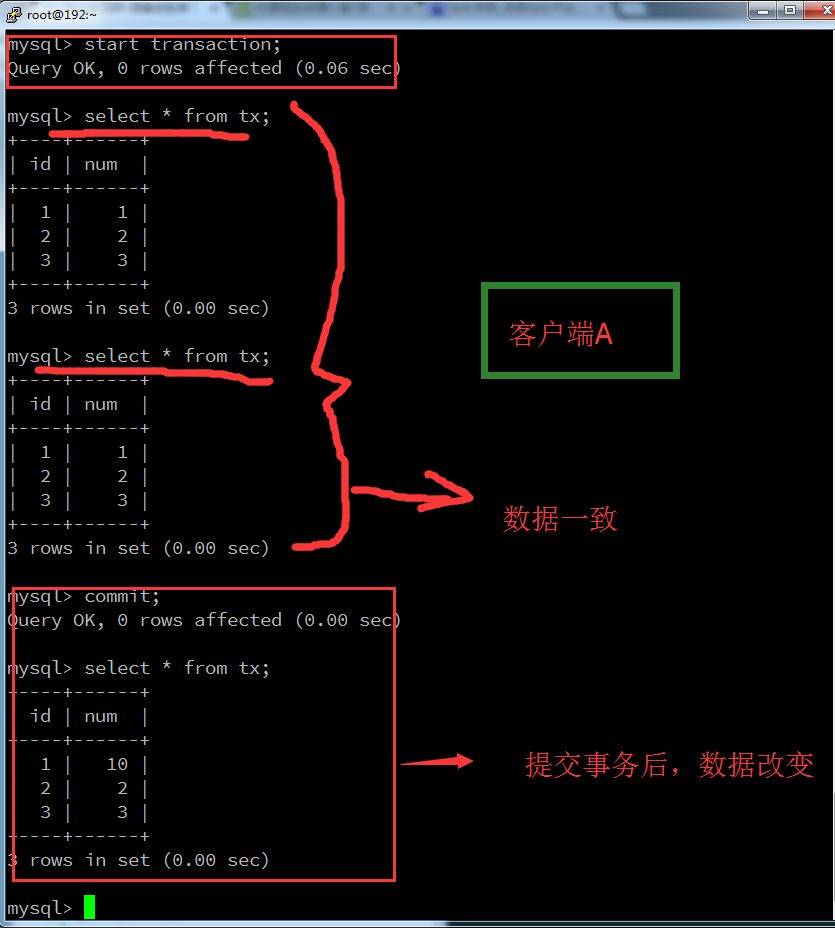 root@192:~
mysql> start transaction;
Query OK, 0 rows affected (0.06 sec)
mysql> select * from tx;
+----+------+
| id | num  |
+----+------+
|  1 |    1 |
|  2 |    2 |
|  3 |    3 |
+----+------+
3 rows in set (0.00 sec)
客户端A
mysql> select * from tx;
+----+------+
| id | num  |
+----+------+
|  1 |    1 |
|  2 |    2 |
|  3 |    3 |
+----+------+
数据一致
3 rows in set (0.00 sec)
mysql> commit;
Query OK, 0 rows affected (0.00 sec)
mysql> select * from tx;
+----+------+
| id | num  |
+----+------+
|  1 |   10 |
|  2 |    2 |
|  3 |    3 |
+----+------+
提交事务后，数据改变
3 rows in set (0.00 sec)
mysql>